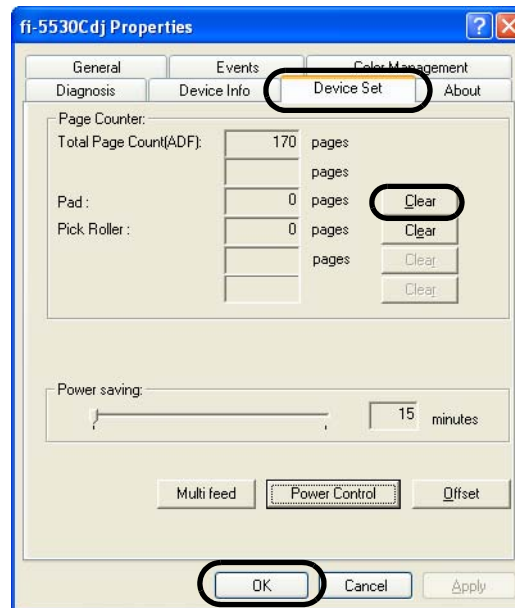 fi-5530Cdj Properties
General Events Color Management
Diagnosis Device Info Device Set About
Page Counter:
Total Page Count(ADF): 170 pages
pages
Pad : 0 pages Clear
Pick Roller : 0 pages Clear
pages Clear
Clear
Power saving:
15 minutes
Multi feed Power Control Offset
OK Cancel Apply